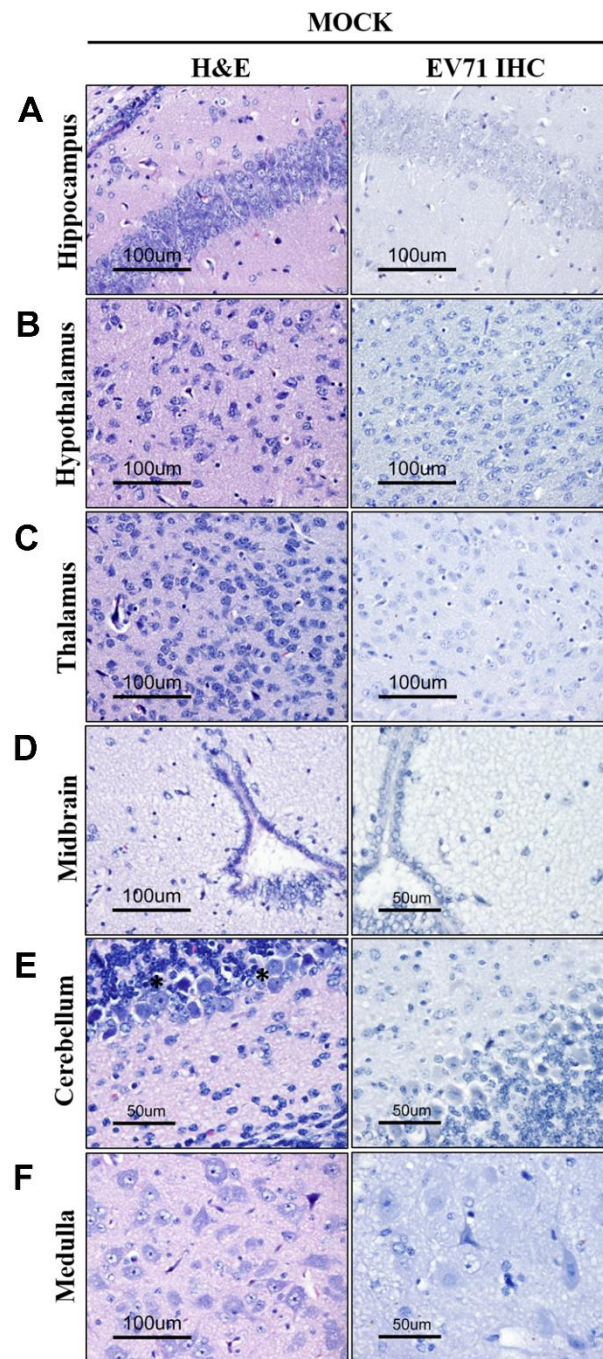 MOCK
H&E EV71 IHC
A
Hippocampus
100um 100um
B
Hypothalamus
100um 100um
C
Thalamus
100um 100um
D
Midbrain
100um 50um
E
Cerebellum
* *
50um 50um
F
Medulla
100um 50um